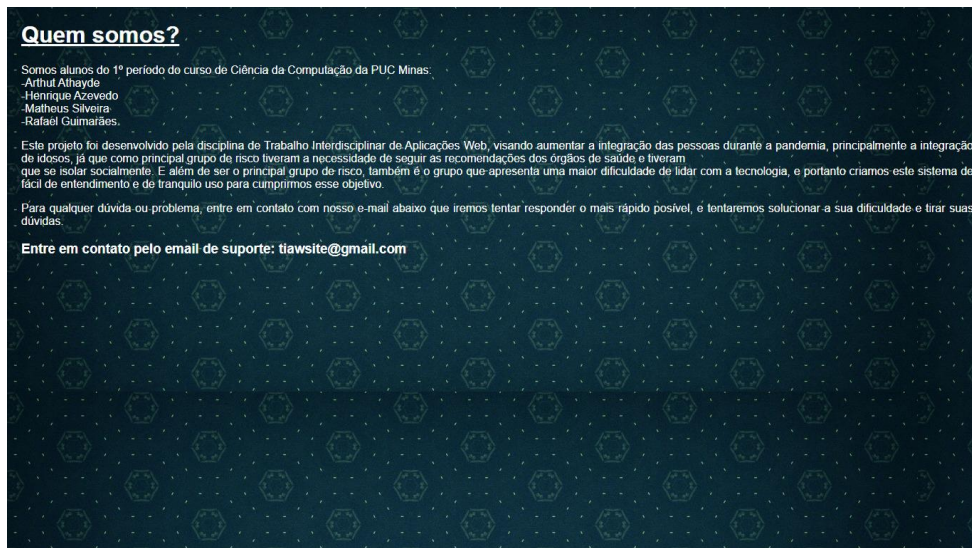 Quem somos?
Somos alunos do 1º período do curso de Ciência da Computação da PUC Minas:
-Arthut Athayde
-Henrique Azevedo
-Matheus Silveira
-Rafael Guimarães.
Este projeto foi desenvolvido pela disciplina de Trabalho Interdisciplinar de Aplicações Web, visando aumentar a integração das pessoas durante a pandemia, principalmente a integração
de idosos, já que como principal grupo de risco tiveram a necessidade de seguir as recomendações dos órgãos de saúde e tiveram
que se isolar socialmente. E além de ser o principal grupo de risco, também é o grupo que apresenta uma maior dificuldade de lidar com a tecnologia, e portanto criamos este sistema de
fácil de entendimento e de tranquilo uso para cumprirmos esse objetivo.
Para qualquer dúvida ou problema, entre em contato com nosso e-mail abaixo que iremos tentar responder o mais rápido posível, e tentaremos solucionar a sua dificuldade e tirar suas
dúvidas.
Entre em contato pelo email de suporte: tiawsite@gmail.com